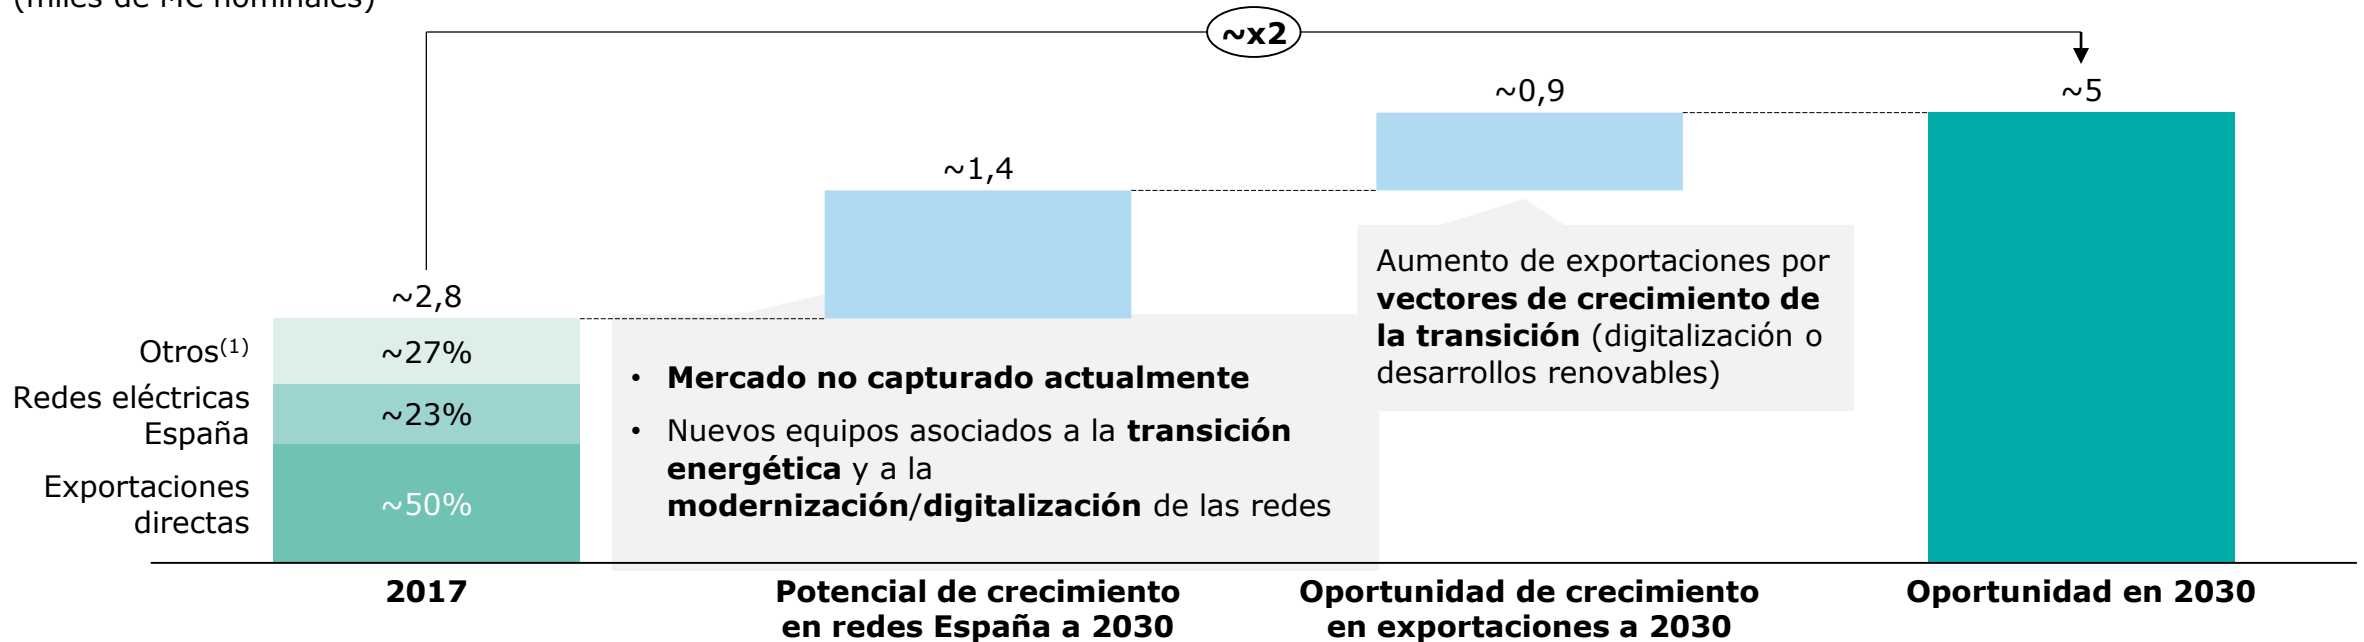 (miles de M€ nominales)
~x2
~2,8
~1,4
~0,9
~5
Otros(1)
~27%
Redes eléctricas
España
~23%
Exportaciones
directas
~50%
• Mercado no capturado actualmente
• Nuevos equipos asociados a la transición
energética y a la
modernización/digitalización de las redes
Aumento de exportaciones por
vectores de crecimiento de
la transición (digitalización o
desarrollos renovables)
2017
Potencial de crecimiento
en redes España a 2030
Oportunidad de crecimiento
en exportaciones a 2030
Oportunidad en 2030